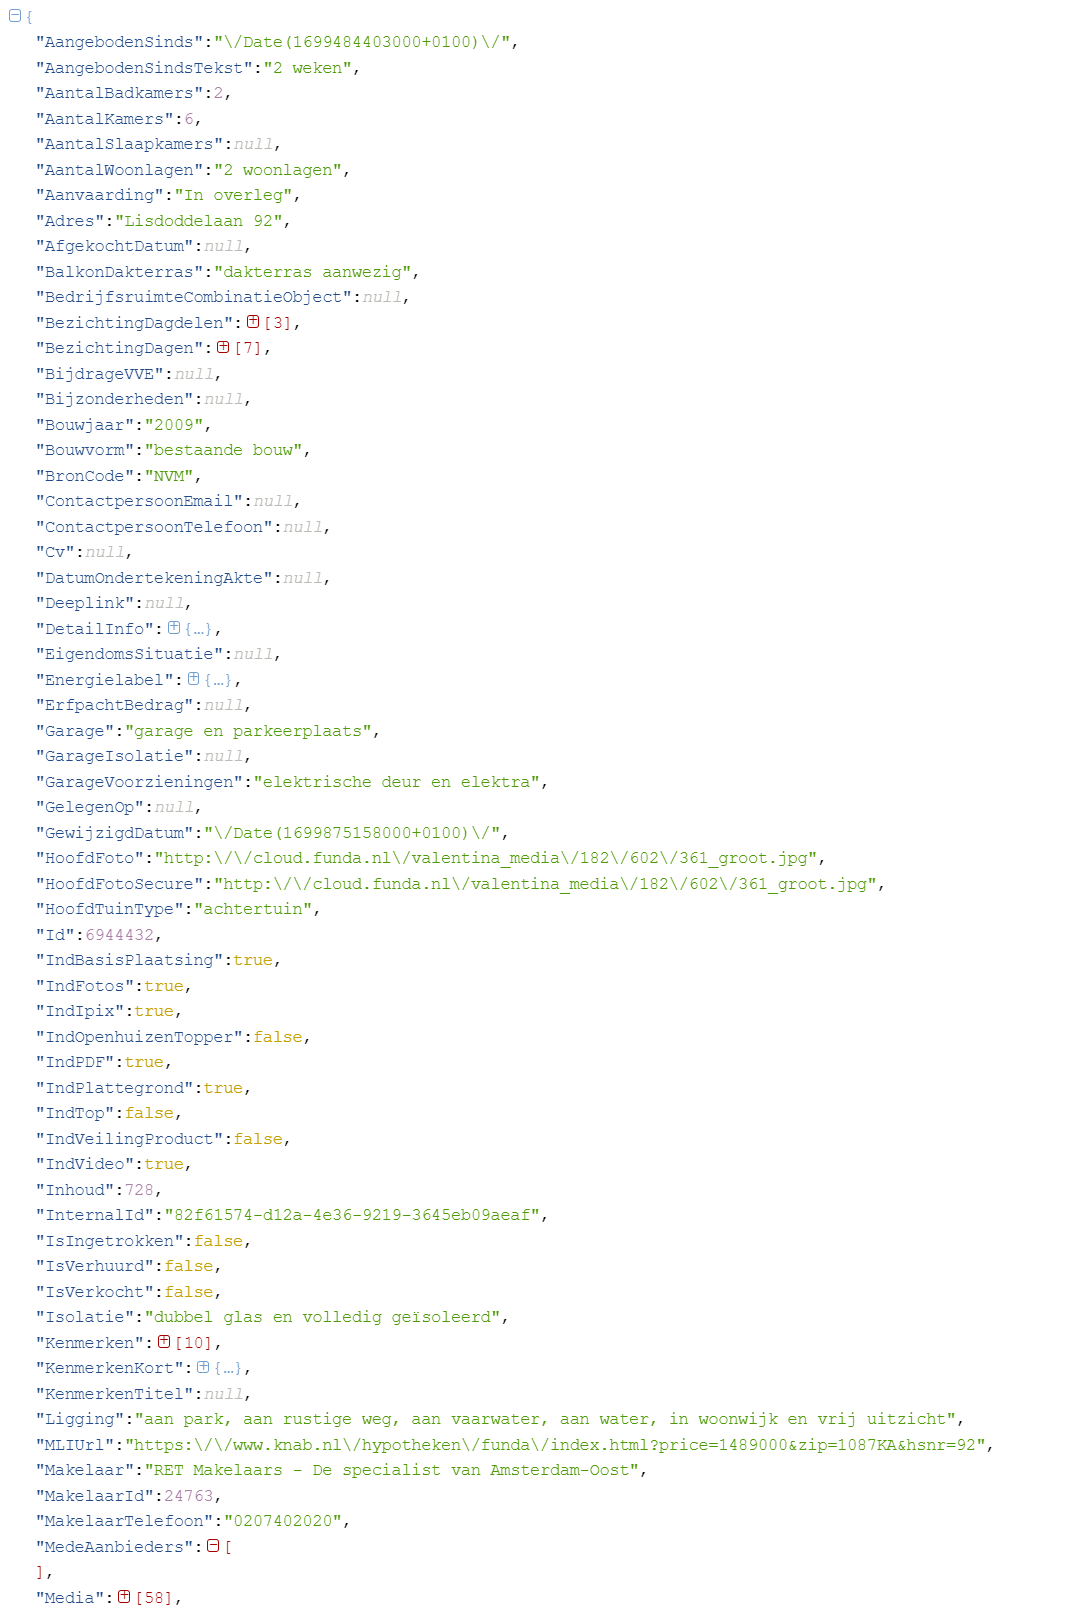 {
"AangebodenSinds":"\/Date(1699484403000+0100)\/",
"AangebodenSindsTekst":"2 weken",
"AantalBadkamers":2,
"AantalKamers":6,
"AantalSlaapkamers":null,
"AantalWoonlagen":"2 woonlagen",
"Aanvaarding":"In overleg",
"Adres":"Lisdoddelaan 92",
"AfgekochtDatum":null,
"BalkonDakterras":"dakterras aanwezig",
"BedrijfsruimteCombinatieObject":null,
"BezichtingDagdelen":[3],
"BezichtingDagen":[7],
"BijdrageVVE":null,
"Bijzonderheden":null,
"Bouwjaar":"2009",
"Bouwvorm":"bestaande bouw",
"BronCode":"NVM",
"ContactpersoonEmail":null,
"ContactpersoonTelefoon":null,
"Cv":null,
"DatumOndertekeningAkte":null,
"Deeplink":null,
"DetailInfo":{…},
"EigendomsSituatie":null,
"Energielabel":{…},
"ErfpachtBedrag":null,
"Garage":"garage en parkeerplaats",
"GarageIsolatie":null,
"GarageVoorzieningen":"elektrische deur en elektra",
"GelegenOp":null,
"GewijzigdDatum":"\/Date(1699875158000+0100)\/",
"HoofdFoto":"http:\/\/cloud.funda.nl\/valentina_media\/182\/602\/361_groot.jpg",
"HoofdFotoSecure":"http:\/\/cloud.funda.nl\/valentina_media\/182\/602\/361_groot.jpg",
"HoofdTuinType":"achtertuin",
"Id":6944432,
"IndBasisPlaatsing":true,
"IndFotos":true,
"IndIpix":true,
"IndOpenhuizenTopper":false,
"IndPDF":true,
"IndPlattegrond":true,
"IndTop":false,
"IndVeilingProduct":false,
"IndVideo":true,
"Inhoud":728,
"InternalId":"82f61574-d12a-4e36-9219-3645eb09aeaf",
"IsIngetrokken":false,
"IsVerhuurd":false,
"IsVerkocht":false,
"Isolatie":"dubbel glas en volledig geïsoleerd",
"Kenmerken":[10],
"KenmerkenKort":{…},
"KenmerkenTitel":null,
"Ligging":"aan park, aan rustige weg, aan vaarwater, aan water, in woonwijk en vrij uitzicht",
"MLIUrl":"https:\/\/www.knab.nl\/hypotheken\/funda\/index.html?price=1489000&zip=1087KA&hsnr=92",
"Makelaar":"RET Makelaars - De specialist van Amsterdam-Oost",
"MakelaarId":24763,
"MakelaarTelefoon":"0207402020",
"MedeAanbieders":[
],
"Media":[58],